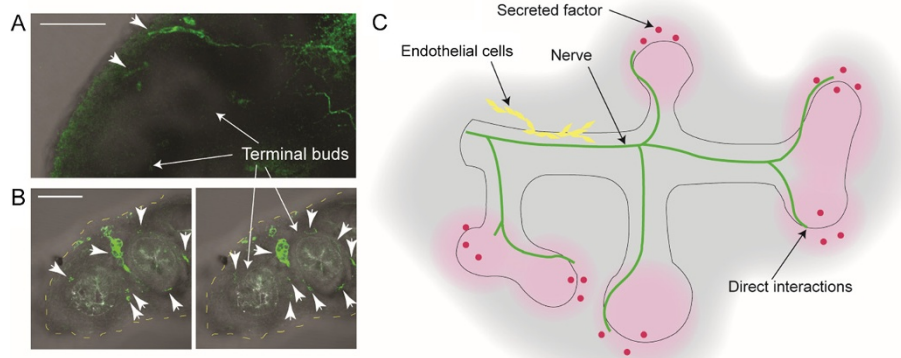 A
Terminal buds
B
C
Secreted factor
Endothelial cells
Nerve
Direct interactions